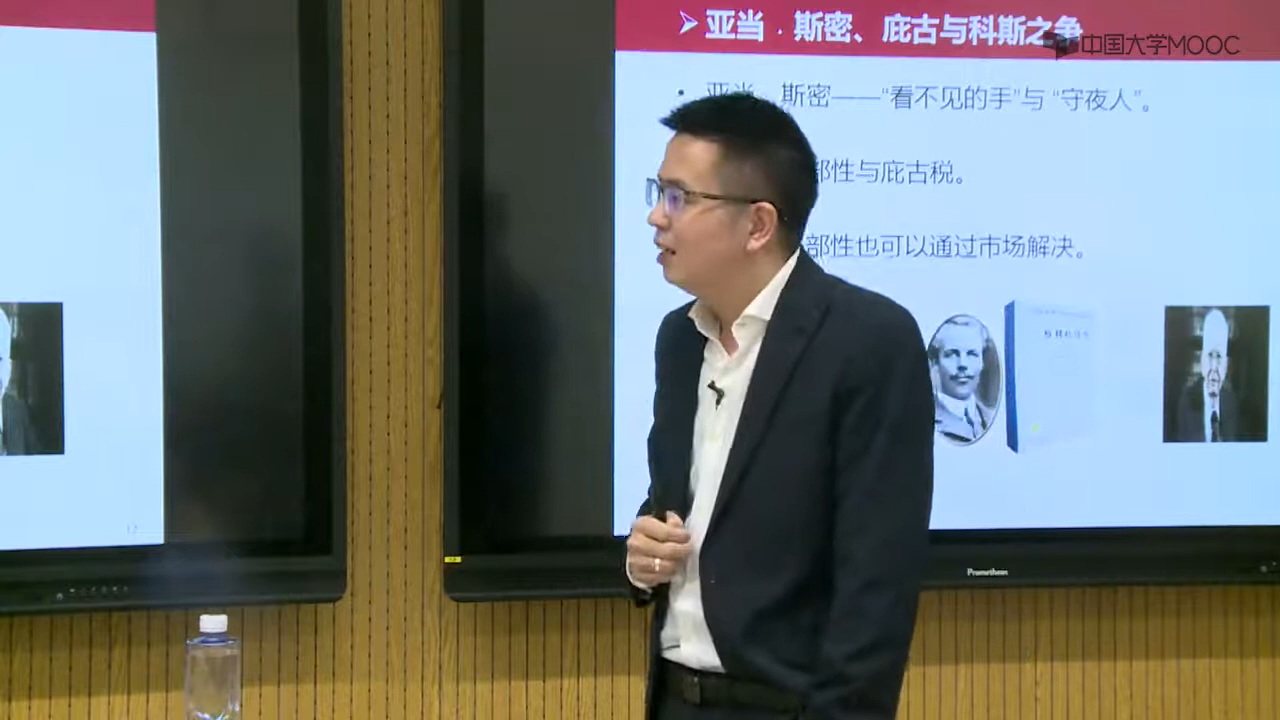 ➢ 亚当 · 斯密、庇古与科斯之争
中国大学MOOC
• 亚当 斯密——“看不见的手”与 “守夜人”。
部性与庇古税。
部性也可以通过市场解决。
12
Promethean